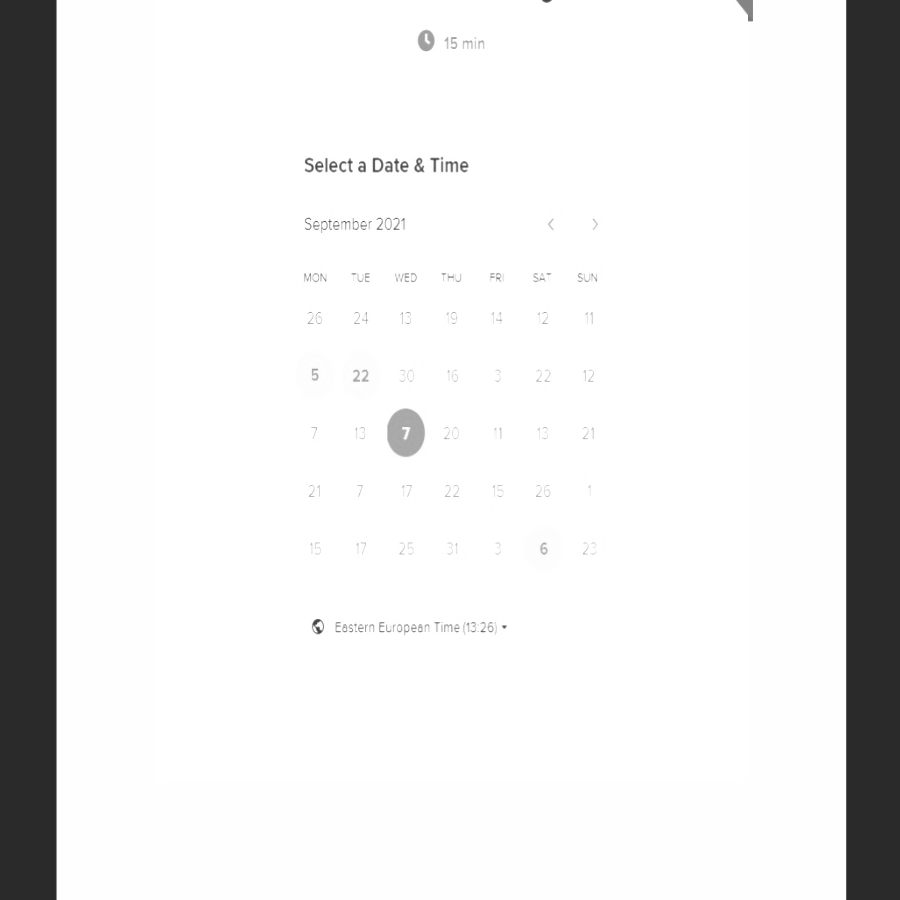 15 min
Select a Date & Time
September 2021
MON TUE WED THU FRI SAT SUN
26 24 13 19 14 12 11
5 22 30 16 3 22 12
7 13 7 20 11 13 21
21 7 17 22 15 26 1
15 17 25 31 3 6 23
Eastern European Time (13:26)